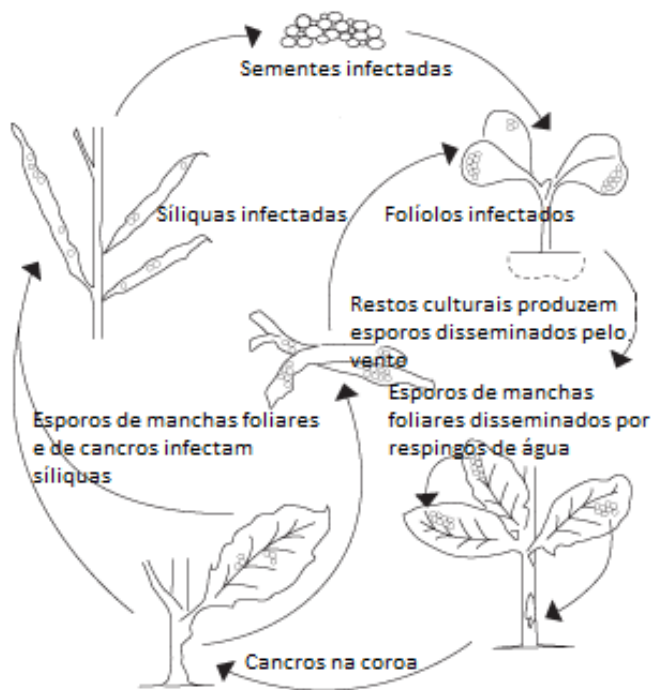 Sementes infectadas
Síliquas infectadas
Folíolos infectados
Restos culturais produzem
esporos disseminados pelo
vento
Esporos de manchas
foliares disseminados por
respingos de água
Esporos de manchas foliares
e de cancros infectam
síliquas
Cancros na coroa